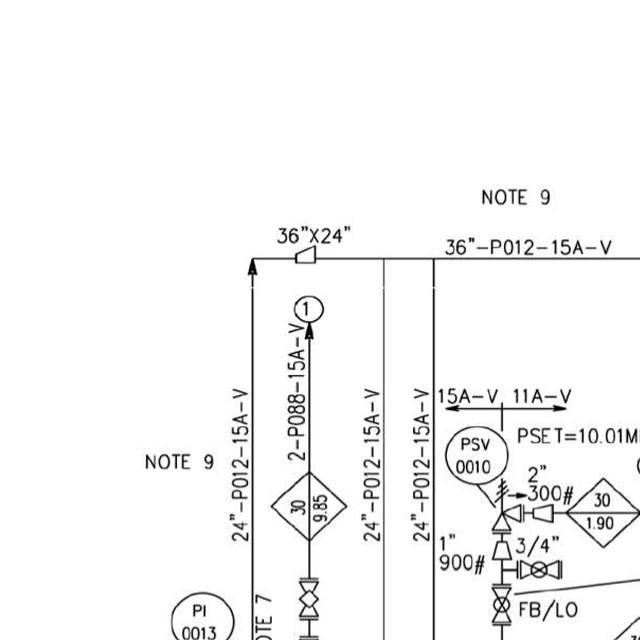 NOTE 9
36"X24"
36"-P012-15A-V
1
24"-P012-15A-V
2-P088-15A-V
24"-P012-15A-V
24"-P012-15A-V
15A-V
11A-V
PSV
0010
PSET=10.01M
NOTE 9
30
9.85
2"
300#
30
1.90
1"
900#
3/4"
FB/LO
PI
0013
OTE 7